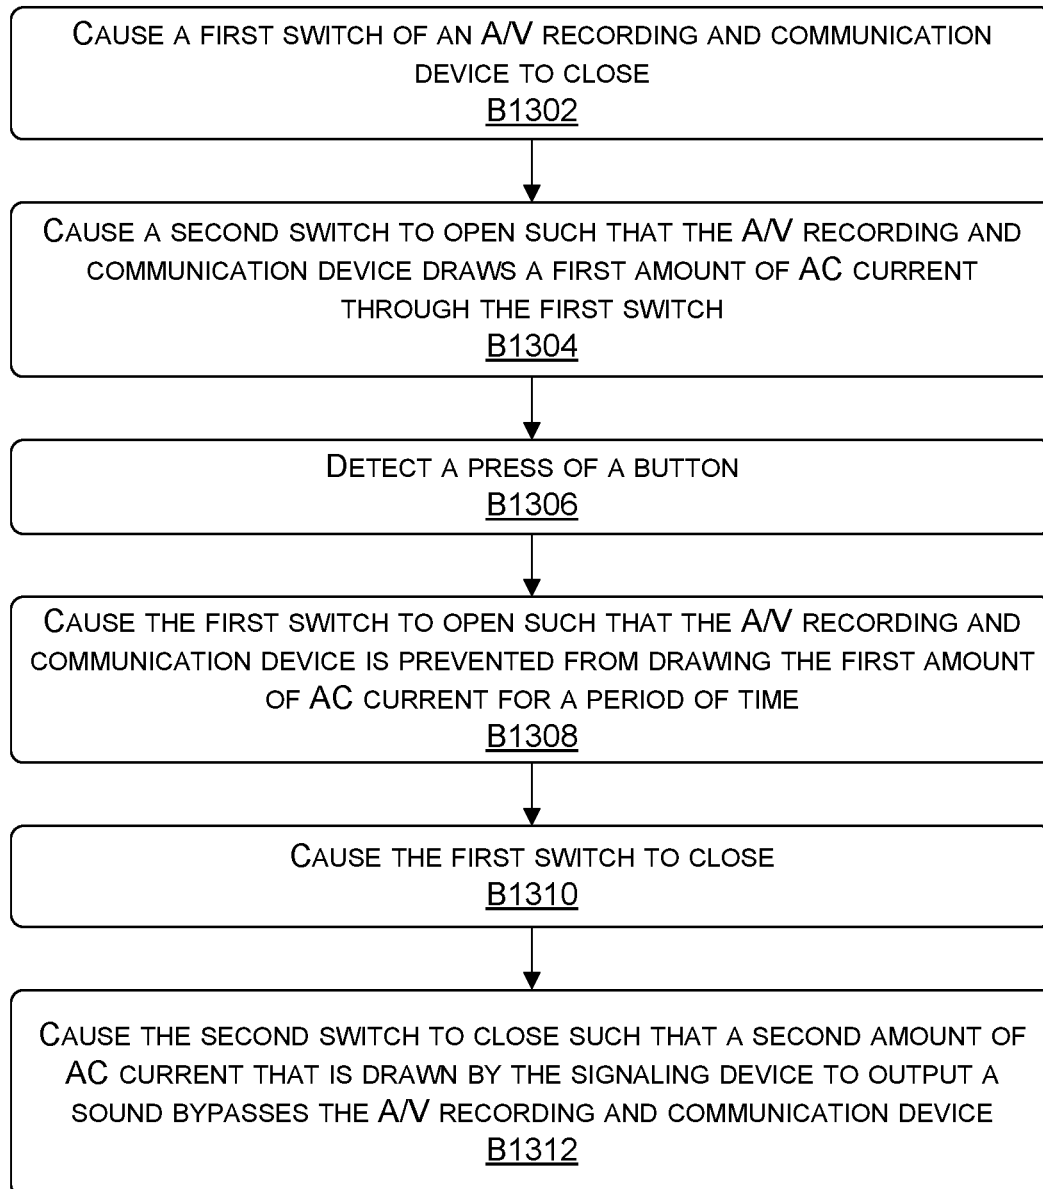 CAUSE A FIRST SWITCH OF AN A/V RECORDING AND COMMUNICATION
DEVICE TO CLOSE
B1302
CAUSE A SECOND SWITCH TO OPEN SUCH THAT THE A/V RECORDING AND
COMMUNICATION DEVICE DRAWS A FIRST AMOUNT OF AC CURRENT
THROUGH THE FIRST SWITCH
B1304
DETECT A PRESS OF A BUTTON
B1306
CAUSE THE FIRST SWITCH TO OPEN SUCH THAT THE A/V RECORDING AND
COMMUNICATION DEVICE IS PREVENTED FROM DRAWING THE FIRST AMOUNT
OF AC CURRENT FOR A PERIOD OF TIME
B1308
CAUSE THE FIRST SWITCH TO CLOSE
B1310
CAUSE THE SECOND SWITCH TO CLOSE SUCH THAT A SECOND AMOUNT OF
AC CURRENT THAT IS DRAWN BY THE SIGNALING DEVICE TO OUTPUT A
SOUND BYPASSES THE A/V RECORDING AND COMMUNICATION DEVICE
B1312